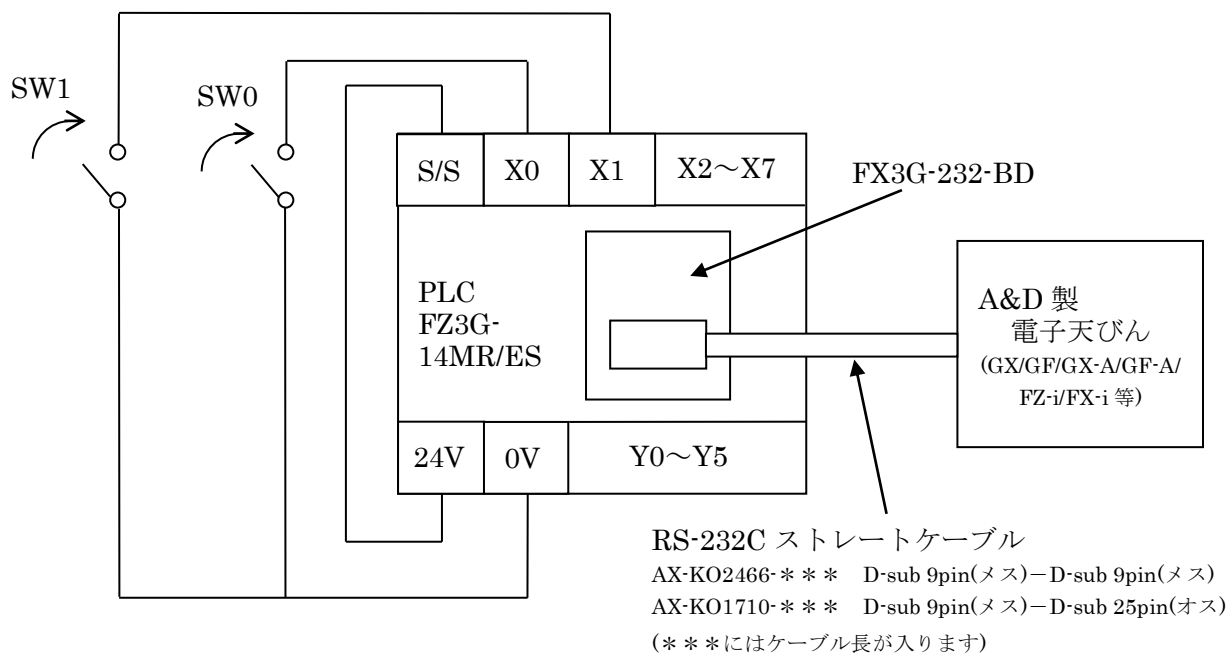 SW1
SW0
S/S
X0
X1
X2～X7
FX3G-232-BD
PLC
FZ3G-
14MR/ES
A&D 製
電子天びん
(GX/GF/GX-A/GF-A/
FZ-i/FX-i 等)
24V
0V
Y0～Y5
RS-232C ストレートケーブル
AX-KO2466-＊＊＊ D-sub 9pin(メス)－D-sub 9pin(メス)
AX-KO1710-＊＊＊ D-sub 9pin(メス)－D-sub 25pin(オス)
(＊＊＊にはケーブル長が入ります)